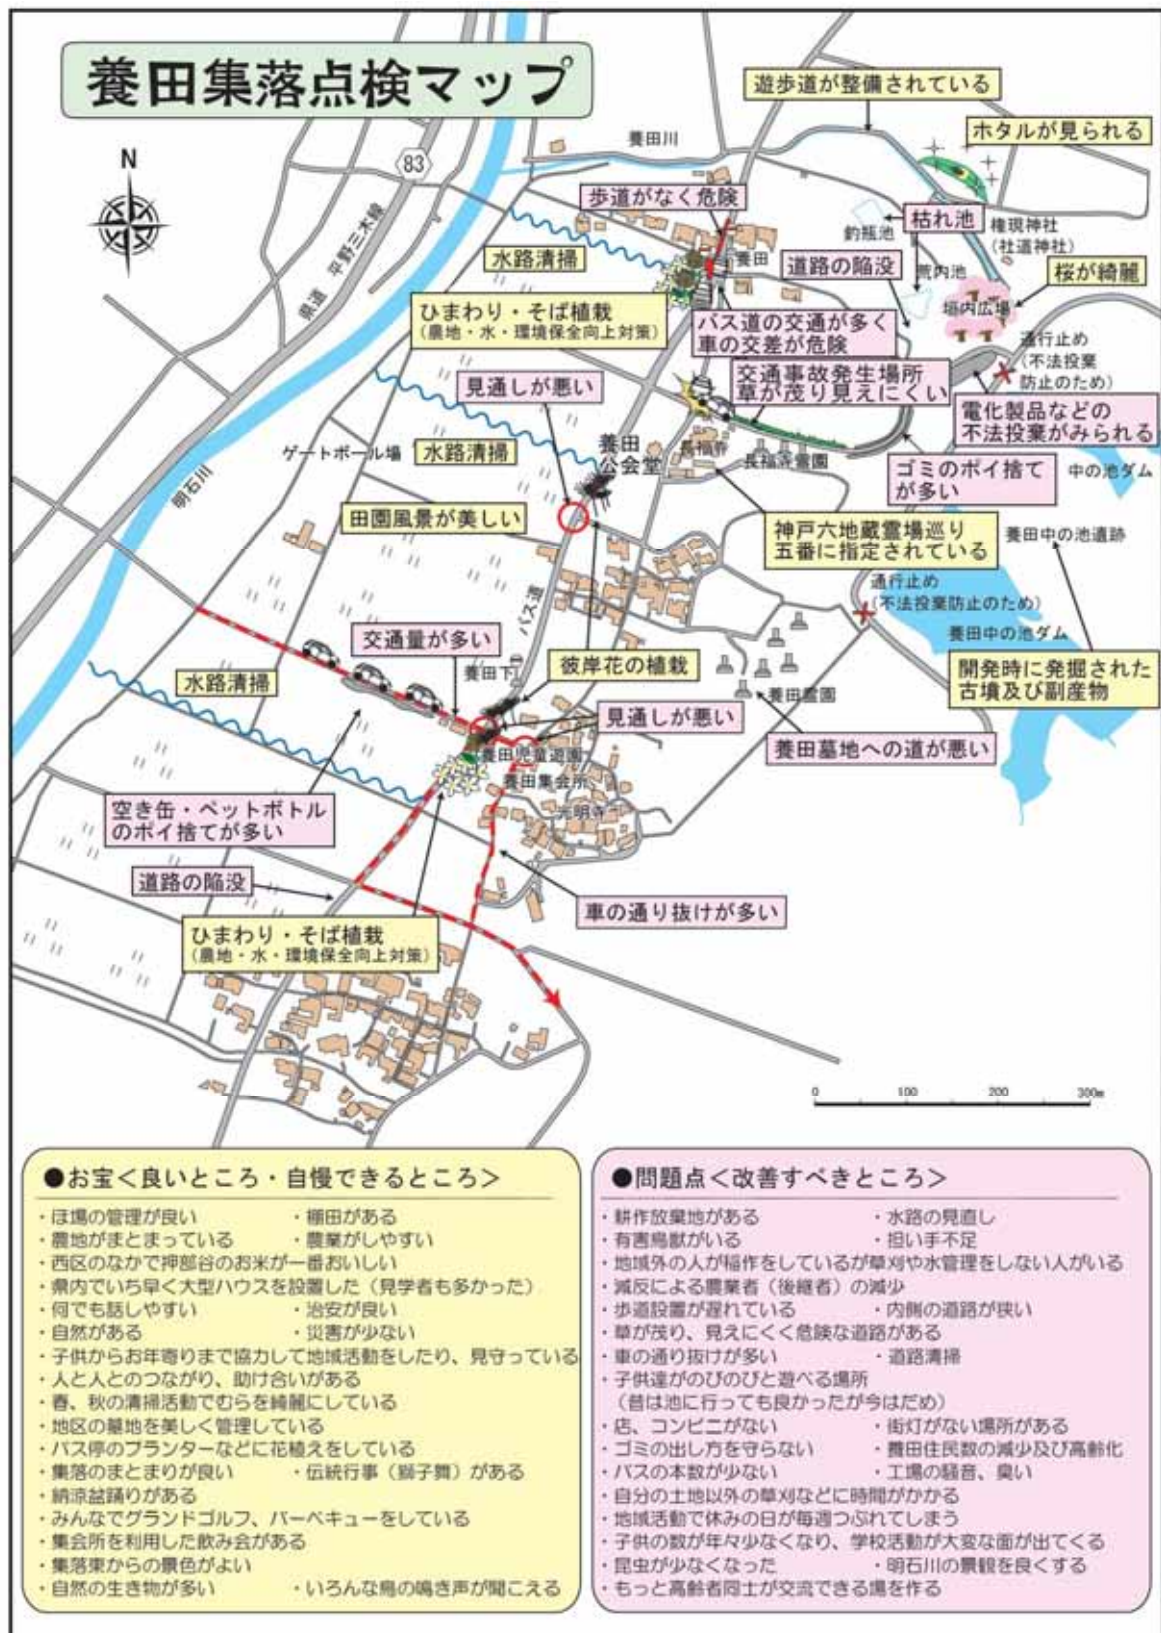 養田集落点検マップ
遊歩道が整備されている
ホタルが見られる
養田川
N
83
歩道がなく危険
枯れ池
釣瓶池
権現神社
(社道神社)
県道 平野三木線
水路清掃
養田
道路の陥没
荒内池
桜が綺麗
垣内広場
ひまわり・そば植栽
(農地・水・環境保全向上対策)
バス道の交通が多く
車の交差が危険
通行止め
(不法投棄
防止のため)
見通しが悪い
交通事故発生場所
草が茂り見えにくい
電化製品などの
不法投棄がみられる
養田
公会堂
長福寺
長福寺霊園
ゲートボール場
水路清掃
明石川
ゴミのポイ捨て
が多い
中の池ダム
田園風景が美しい
神戸六地蔵霊場巡り
五番に指定されている
養田中の池遺跡
通行止め
(不法投棄防止のため)
バス道
交通量が多い
養田中の池ダム
水路清掃
養田下
彼岸花の植栽
開発時に発掘された
古墳及び副産物
見通しが悪い
養田霊園
養田墓地への道が悪い
養田児童遊園
養田集会所
空き缶・ペットボトル
のポイ捨てが多い
光明寺
道路の陥没
車の通り抜けが多い
ひまわり・そば植栽
(農地・水・環境保全向上対策)
0 100 200 300m
●お宝＜良いところ・自慢できるところ＞
・ほ場の管理が良い ・棚田がある
・農地がまとまっている ・農業がしやすい
・西区のなかで押部谷のお米が一番おいしい
・県内でいち早く大型ハウスを設置した（見学者も多かった）
・何でも話しやすい ・治安が良い
・自然がある ・災害が少ない
・子供からお年寄りまで協力して地域活動をしたり、見守っている
・人と人とのつながり、助け合いがある
・春、秋の清掃活動でむらを綺麗にしている
・地区の墓地を美しく管理している
・バス停のプランターなどに花植えをしている
・集落のまとまりが良い ・伝統行事（獅子舞）がある
・納涼盆踊りがある
・みんなでグランドゴルフ、バーベキューをしている
・集会所を利用した飲み会がある
・集落東からの景色がよい
・自然の生き物が多い ・いろんな鳥の鳴き声が聞こえる
●問題点＜改善すべきところ＞
・耕作放棄地がある ・水路の見直し
・有害鳥獣がいる ・担い手不足
・地域外の人が稲作をしているが草刈や水管理をしない人がいる
・減反による農業者（後継者）の減少
・歩道設置が遅れている ・内側の道路が狭い
・草が茂り、見えにくく危険な道路がある
・車の通り抜けが多い ・道路清掃
・子供達がのびのびと遊べる場所
（昔は池に行っても良かったが今はだめ）
・店、コンビニがない ・街灯がない場所がある
・ゴミの出し方を守らない ・養田住民数の減少及び高齢化
・バスの本数が少ない ・工場の騒音、臭い
・自分の土地以外の草刈などに時間がかかる
・地域活動で休みの日が毎週つぶれてしまう
・子供の数が年々少なくなり、学校活動が大変な面が出てくる
・昆虫が少なくなった ・明石川の景観を良くする
・もっと高齢者同士が交流できる場を作る